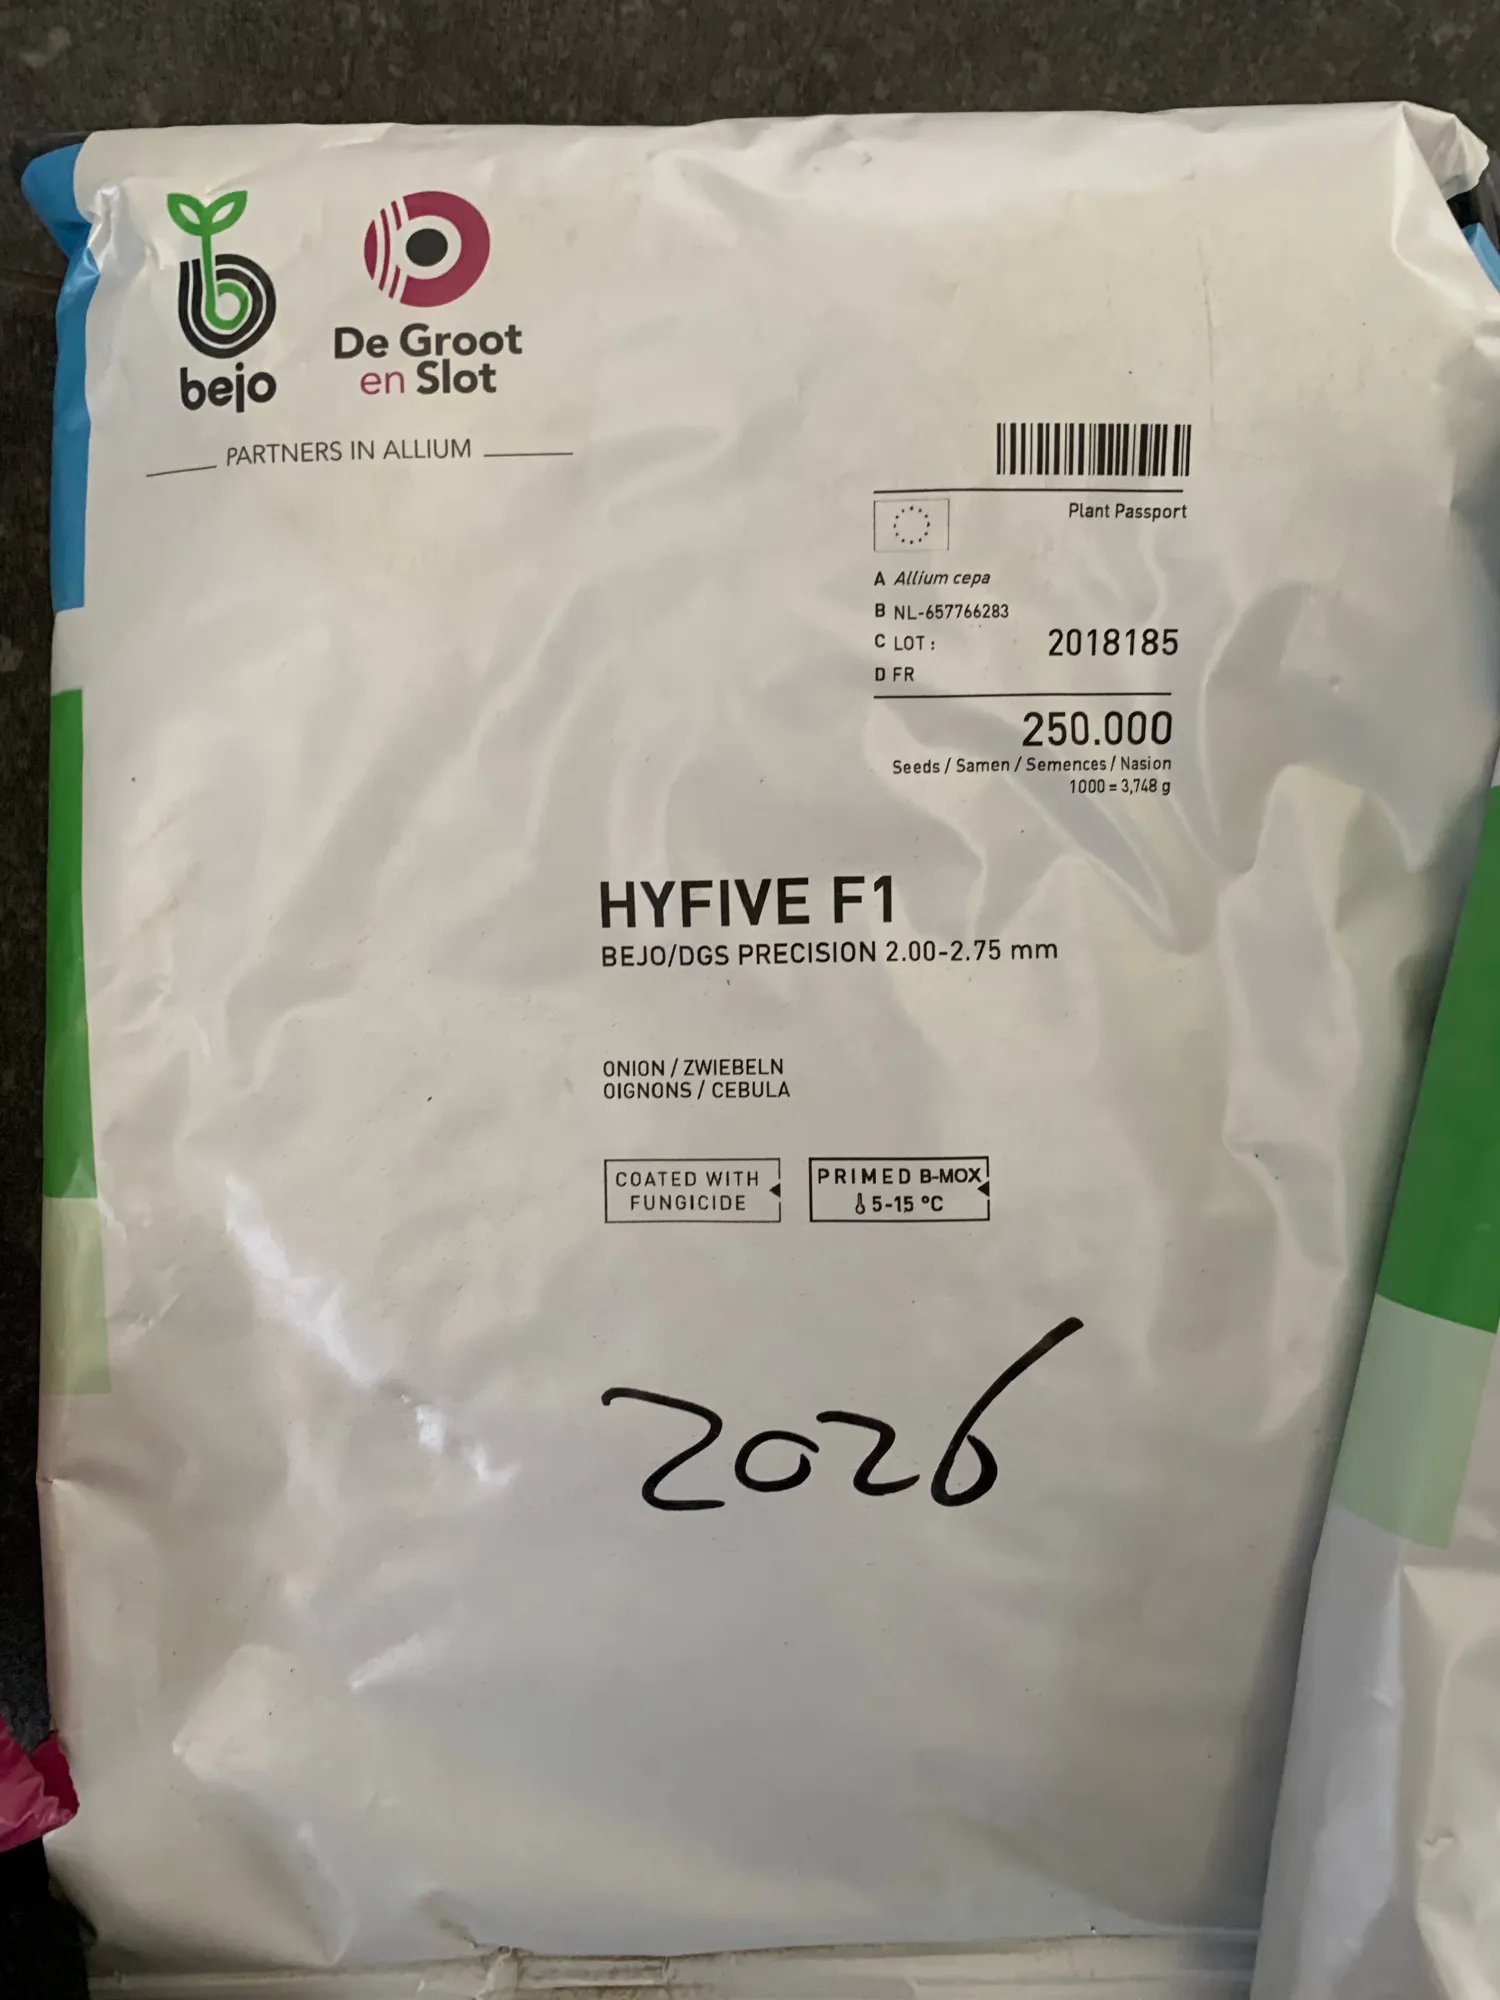 bejo
De Groot
en Slot
PARTNERS IN ALLIUM
Plant Passport
A Allium cepa
B NL-657766283
C LOT: 2018185
D FR
250.000
Seeds / Samen / Semences / Nasion
1000 = 3,748 g
HYFIVE F1
BEJO/DGS PRECISION 2.00-2.75 mm
ONION / ZWIEBELN
OIGNONS / CEBULA
COATED WITH
FUNGICIDE
PRIMED B-MOX
5-15 °C
2026